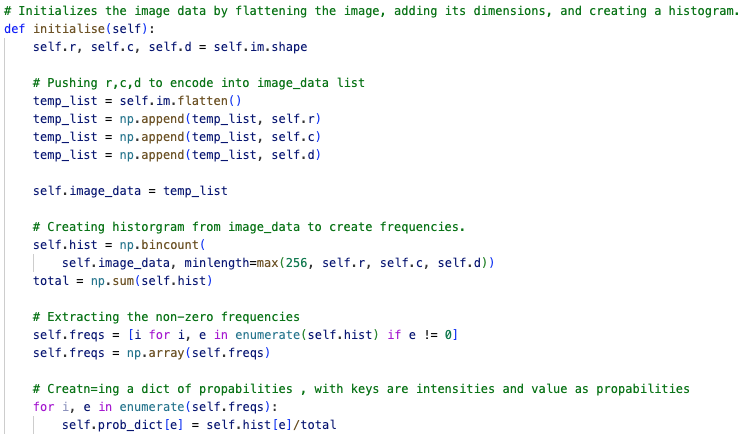 # Initializes the image data by flattening the image, adding its dimensions, and creating a histogram.
def initialise(self):
    self.r, self.c, self.d = self.im.shape

    # Pushing r,c,d to encode into image_data list
    temp_list = self.im.flatten()
    temp_list = np.append(temp_list, self.r)
    temp_list = np.append(temp_list, self.c)
    temp_list = np.append(temp_list, self.d)

    self.image_data = temp_list

    # Creating historgram from image_data to create frequencies.
    self.hist = np.bincount(
        self.image_data, minlength=max(256, self.r, self.c, self.d))
    total = np.sum(self.hist)

    # Extracting the non-zero frequencies
    self.freqs = [i for i, e in enumerate(self.hist) if e != 0]
    self.freqs = np.array(self.freqs)

    # Creatn=ing a dict of propabilities , with keys are intensities and value as propabilities
    for i, e in enumerate(self.freqs):
        self.prob_dict[e] = self.hist[e]/total